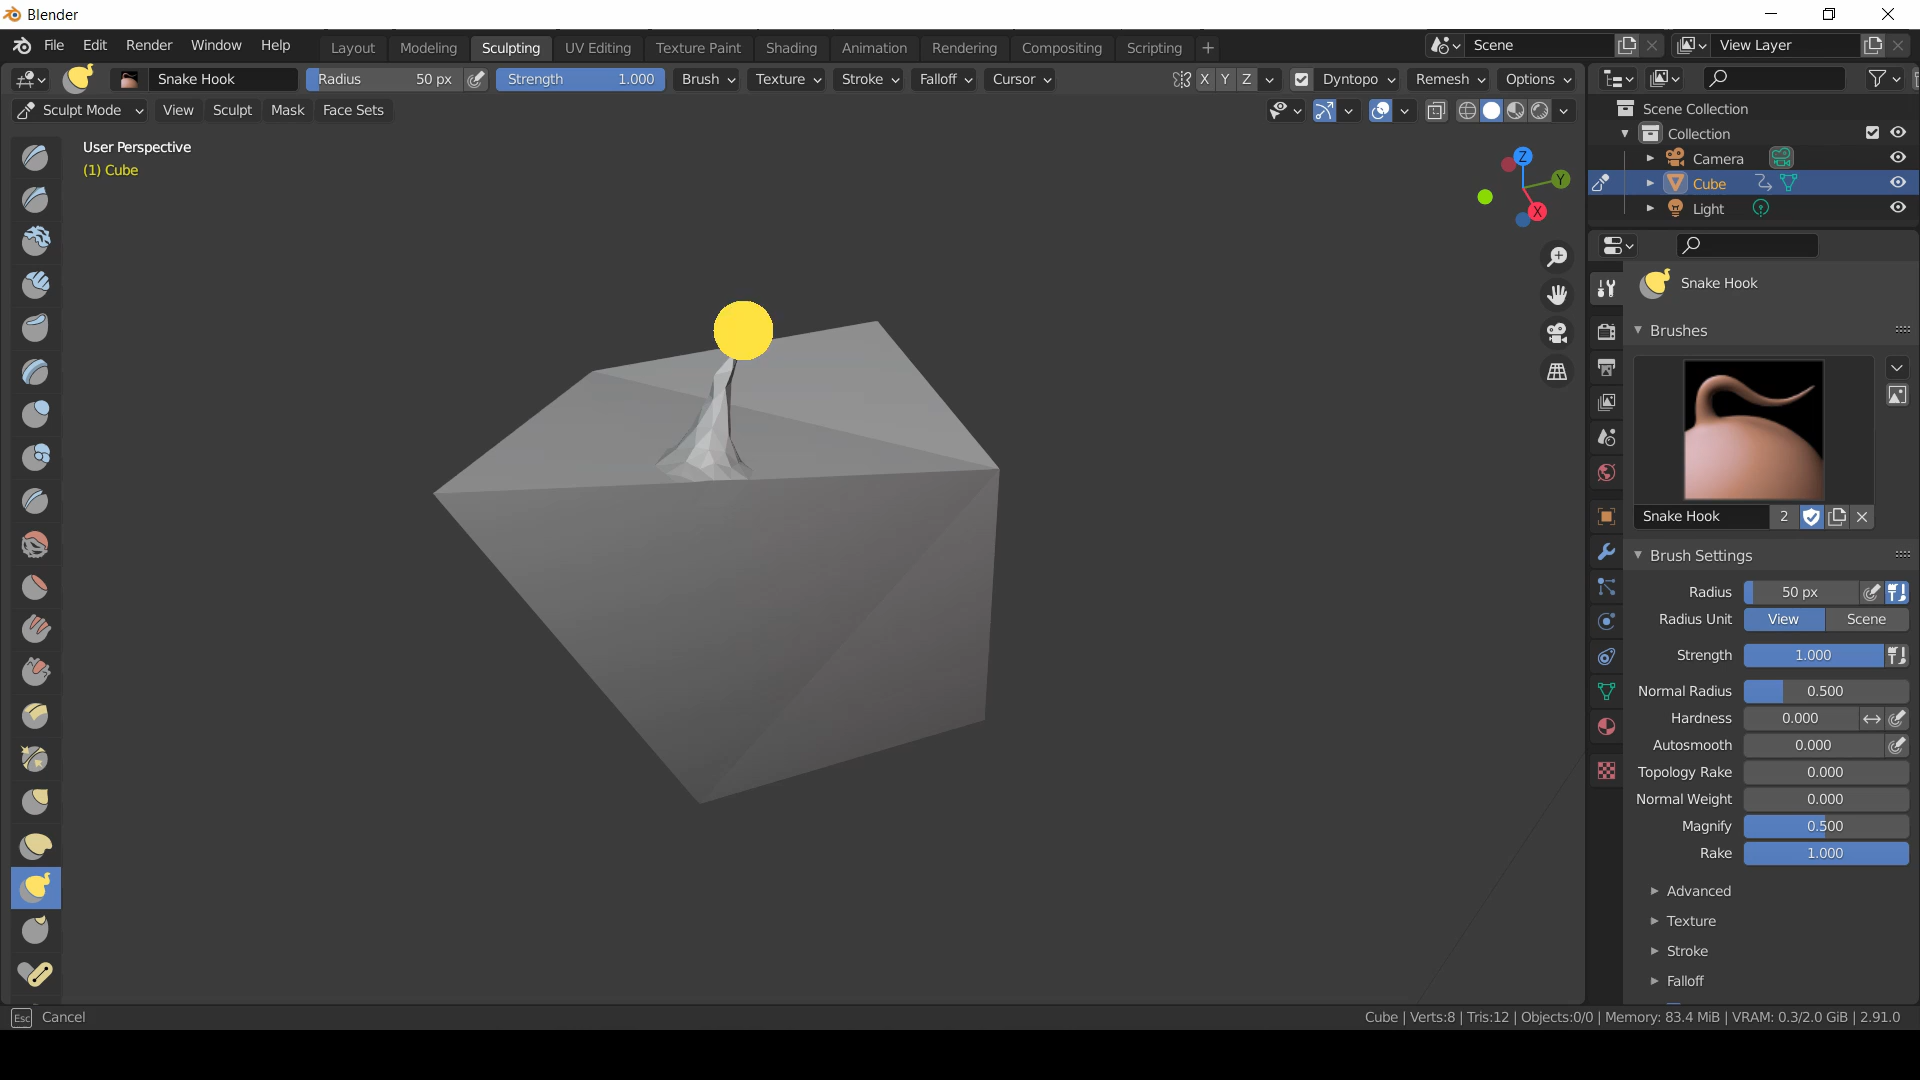 Blender
File Edit Render Window Help Layout Modeling Sculpting UV Editing Texture Paint Shading Animation Rendering Compositing Scripting + Scene View Layer
Snake Hook Radius 50 px Strength 1.000 Brush Texture Stroke Falloff Cursor X Y Z Dyntopo Remesh Options
Sculpt Mode View Sculpt Mask Face Sets
User Perspective
(1) Cube
Z
Y
X
Scene Collection
Collection
Camera
Cube
Light
Snake Hook
Brushes
Snake Hook 2
Brush Settings
Radius 50 px
Radius Unit View Scene
Strength 1.000
Normal Radius 0.500
Hardness 0.000
Autosmooth 0.000
Topology Rake 0.000
Normal Weight 0.000
Magnify 0.500
Rake 1.000
Advanced
Texture
Stroke
Falloff
Esc Cancel
Cube | Verts:8 | Tris:12 | Objects:0/0 | Memory: 83.4 MiB | VRAM: 0.3/2.0 GiB | 2.91.0